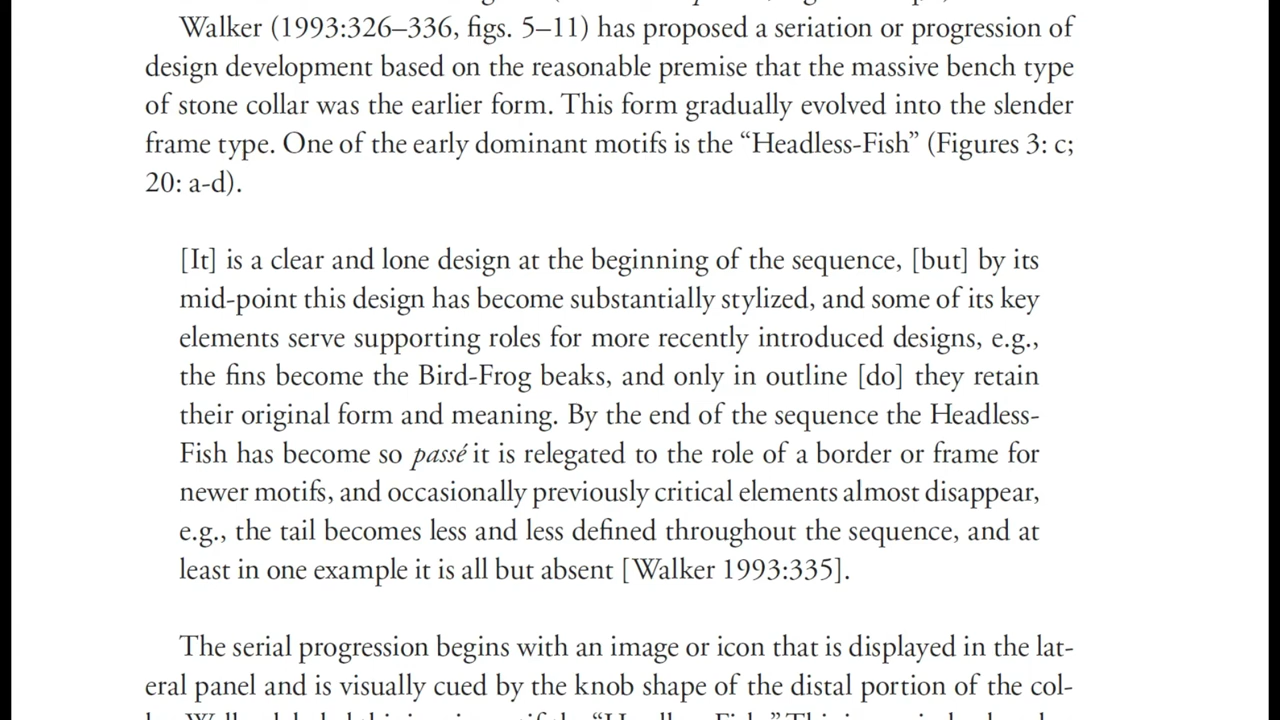 Walker (1993:326–336, figs. 5–11) has proposed a seriation or progression of
design development based on the reasonable premise that the massive bench type
of stone collar was the earlier form. This form gradually evolved into the slender
frame type. One of the early dominant motifs is the “Headless-Fish” (Figures 3: c;
20: a-d).
[It] is a clear and lone design at the beginning of the sequence, [but] by its
mid-point this design has become substantially stylized, and some of its key
elements serve supporting roles for more recently introduced designs, e.g.,
the fins become the Bird-Frog beaks, and only in outline [do] they retain
their original form and meaning. By the end of the sequence the Headless-
Fish has become so passé it is relegated to the role of a border or frame for
newer motifs, and occasionally previously critical elements almost disappear,
e.g., the tail becomes less and less defined throughout the sequence, and at
least in one example it is all but absent [Walker 1993:335].
The serial progression begins with an image or icon that is displayed in the lat-
eral panel and is visually cued by the knob shape of the distal portion of the col-